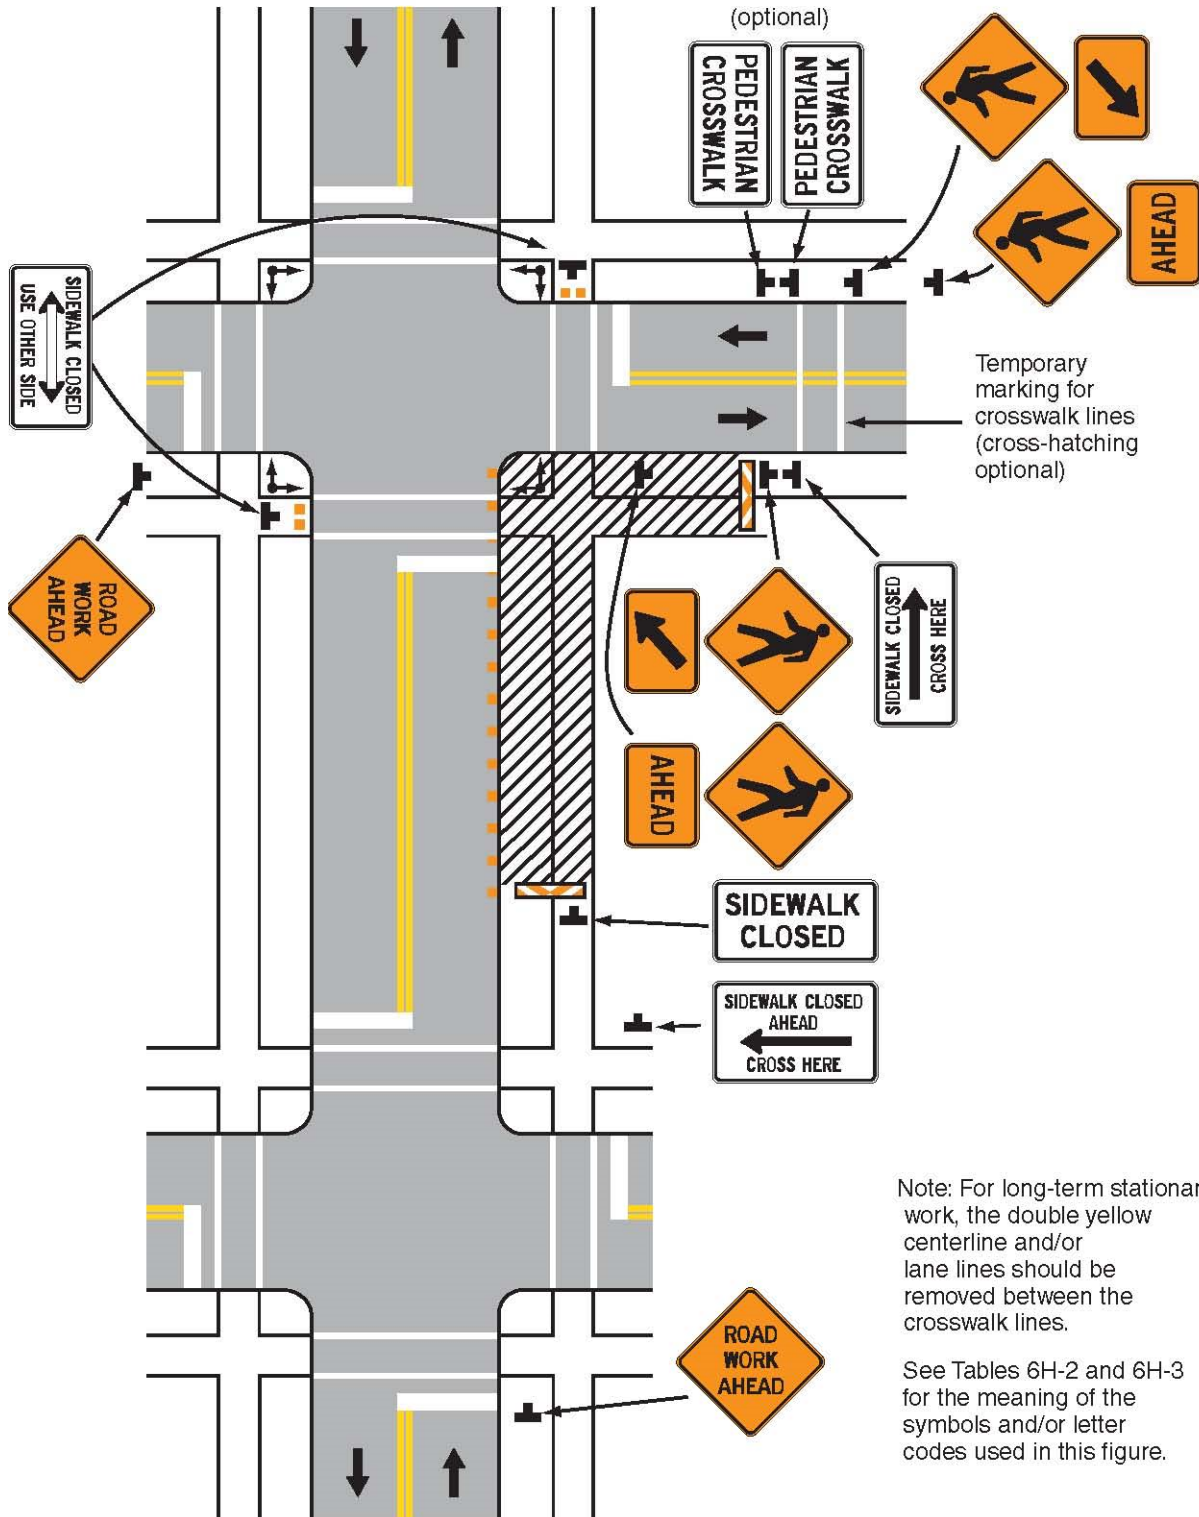 (optional)
PEDESTRIAN
CROSSWALK
PEDESTRIAN
CROSSWALK
AHEAD
SIDEWALK CLOSED
USE OTHER SIDE
Temporary
marking for
crosswalk lines
(cross-hatching
optional)
ROAD
WORK
AHEAD
SIDEWALK CLOSED
CROSS HERE
AHEAD
SIDEWALK
CLOSED
SIDEWALK CLOSED
AHEAD
CROSS HERE
Note: For long-term stationar
work, the double yellow
centerline and/or
lane lines should be
removed between the
crosswalk lines.
ROAD
WORK
AHEAD
See Tables 6H-2 and 6H-3
for the meaning of the
symbols and/or letter
codes used in this figure.